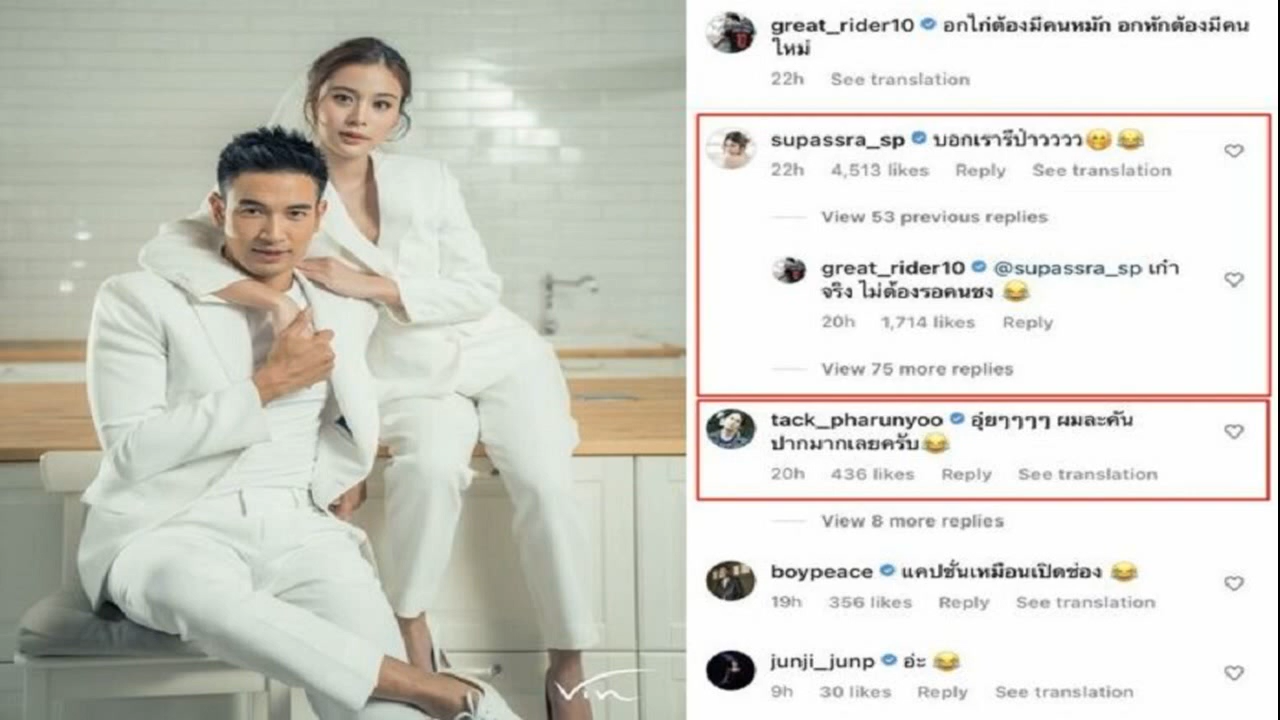 great_rider10 อกไก่ต้องมีคนหมัก อกหักต้องมีคน
ใหม่
22h See translation
supassra_sp บอกเรารึป่าวววว🤭😂
22h 4,513 likes Reply See translation
View 53 previous replies
great_rider10 @supassra_sp เก๋า
จริง ไม่ต้องรอคนชง 😂
20h 1,714 likes Reply
View 75 more replies
tack_pharunyoo อุ๋ยๆๆๆๆ ผมละคัน
ปากมากเลยครับ😂
20h 436 likes Reply See translation
View 8 more replies
boypeace แคปชั่นเหมือนเปิดช่อง 😂
19h 356 likes Reply See translation
junji_junp อ่ะ 😂
9h 30 likes Reply See translation
Vin